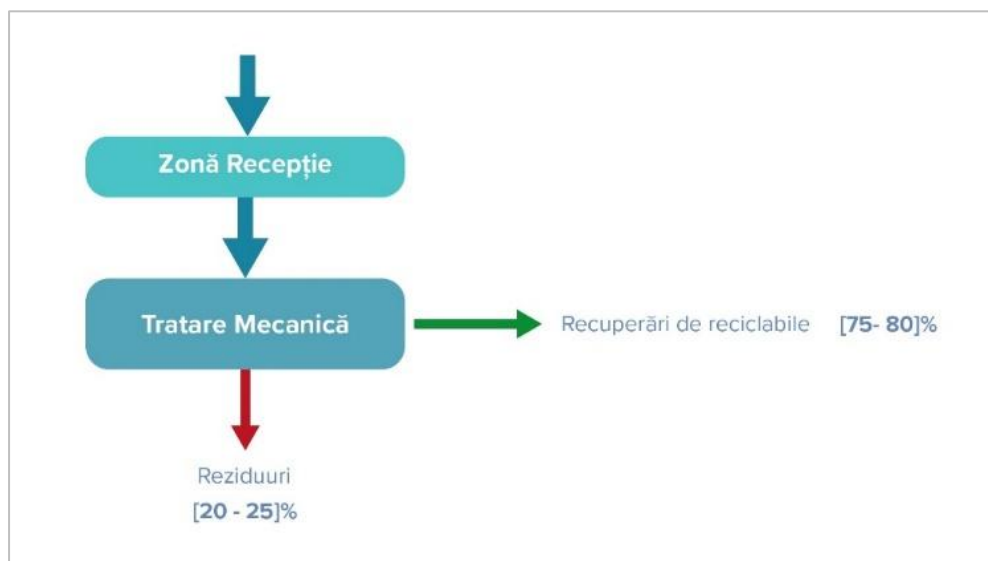 Zonă Recepție
Tratare Mecanică
Recuperări de reciclabile [75- 80]%
Reziduuri
[20 - 25]%